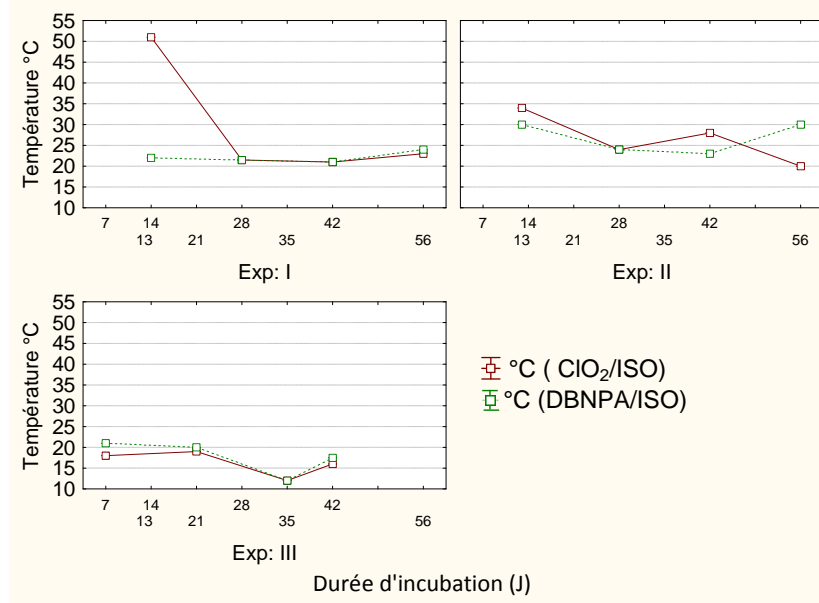 Température °C
55
50
45
40
35
30
25
20
15
10
7 14 28 42
13 21 35 56
Exp: I
7 14 28 42
13 21 35 56
Exp: II
Température °C
55
50
45
40
35
30
25
20
15
10
7 14 28 42
13 21 35 56
Exp: III
°C ( ClO₂/ISO)
°C (DBNPA/ISO)
Durée d'incubation (J)